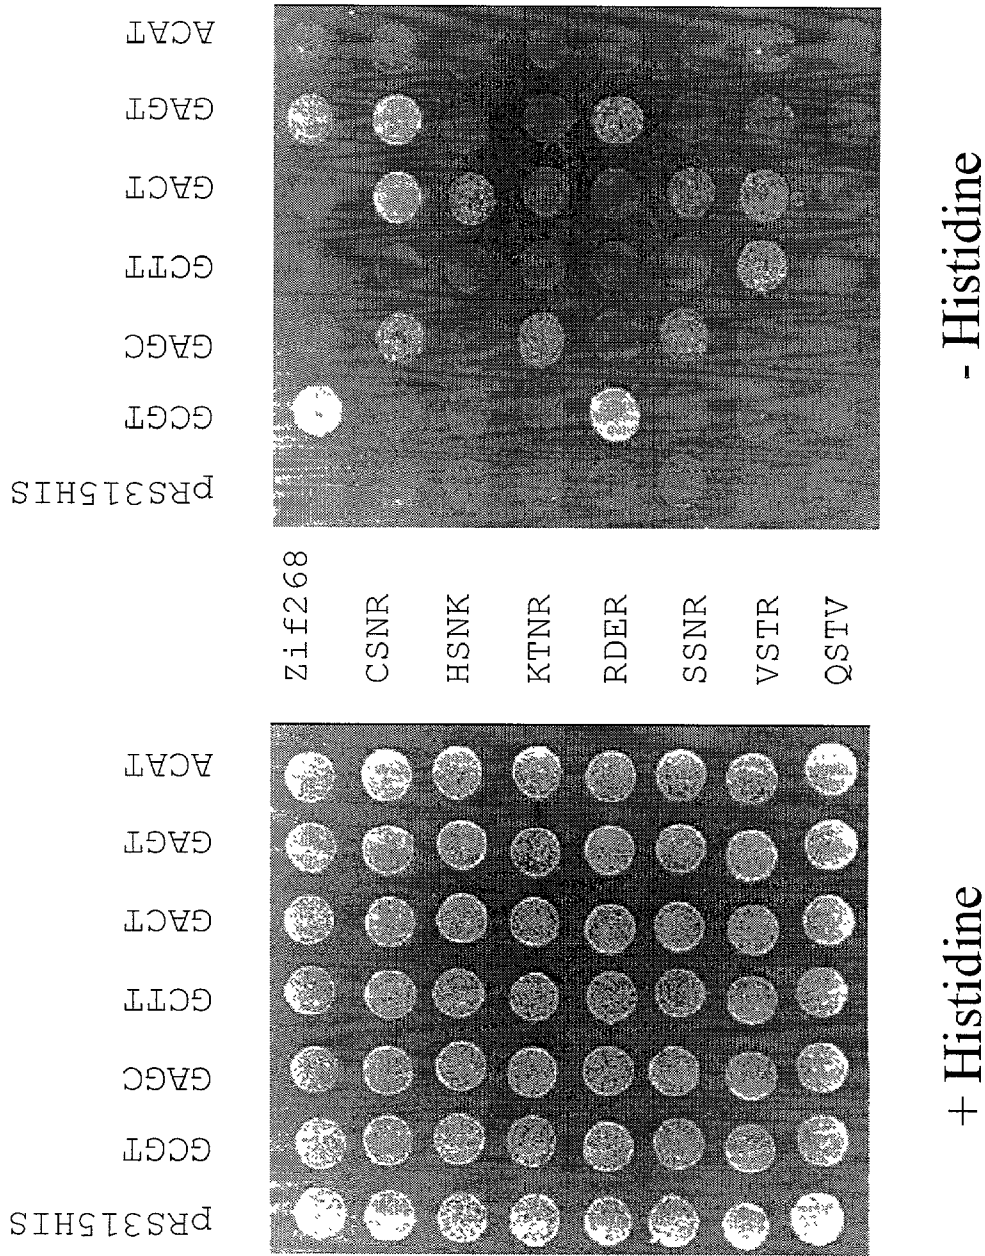 ACAT
GAGT
GACT
GCTT
GAGC
GCGT
pRS315HIS
- Histidine
Zif268
CSNR
HSNK
KTNR
RDER
SSNR
VSTR
QSTV
ACAT
GAGT
GACT
GCTT
GAGC
GCGT
pRS315HIS
+ Histidine